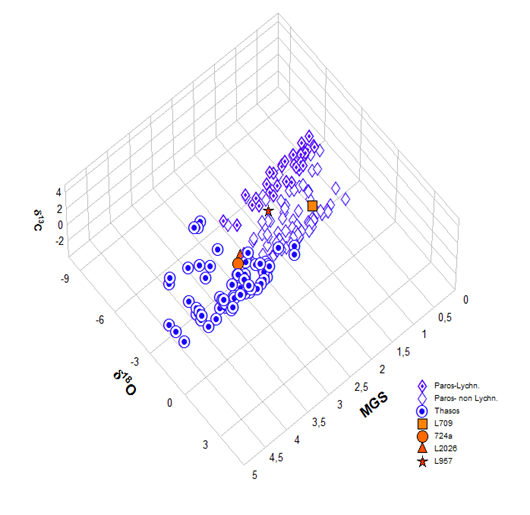 4
2
0
-2
δ¹³C
-9
-6
-3
0
3
δ¹⁸O
0
0,5
1
1,5
2
2,5
3
3,5
4
4,5
5
MGS
Paros-Lychn.
Paros- non Lychn.
Thasos
L709
724a
L2026
L957